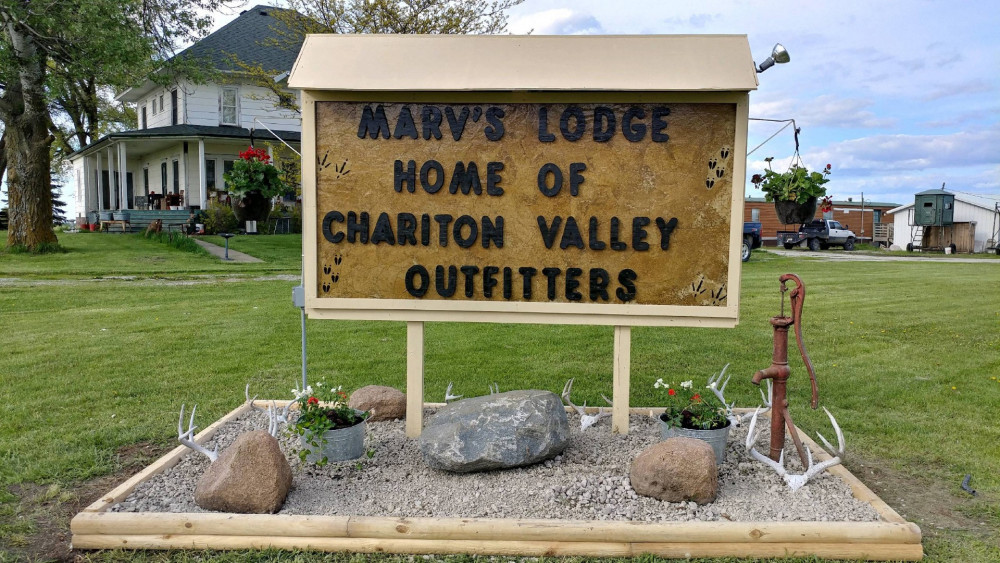 MARV'S LODGE
HOME OF
CHARITON VALLEY
OUTFITTERS